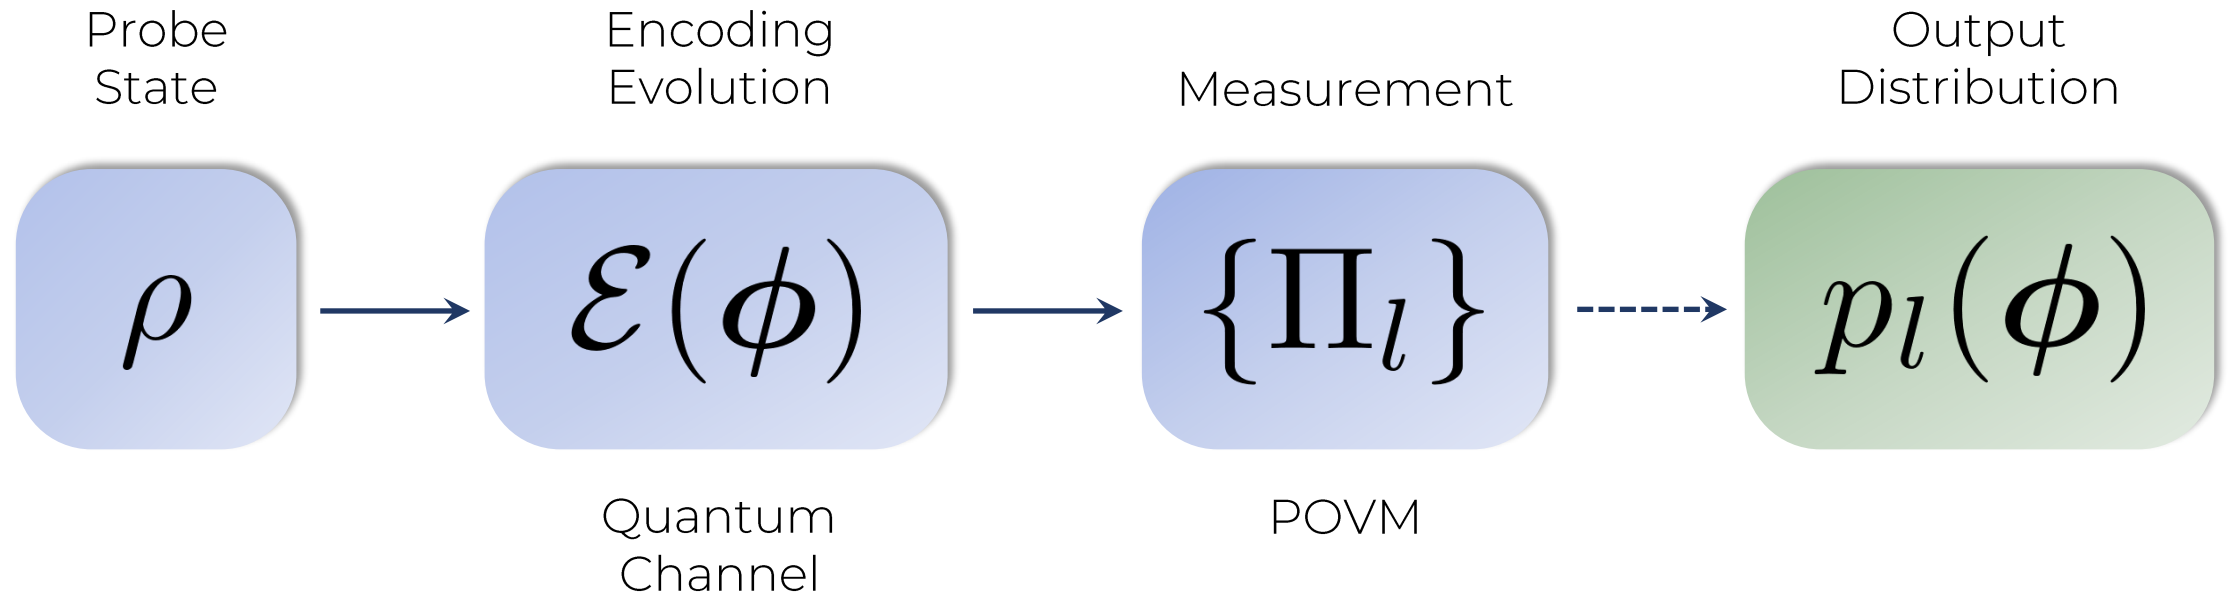 Probe
State
Encoding
Evolution
Measurement
Output
Distribution
ρ
ℰ(ϕ)
{Π_l}
p_l(ϕ)
Quantum
Channel
POVM